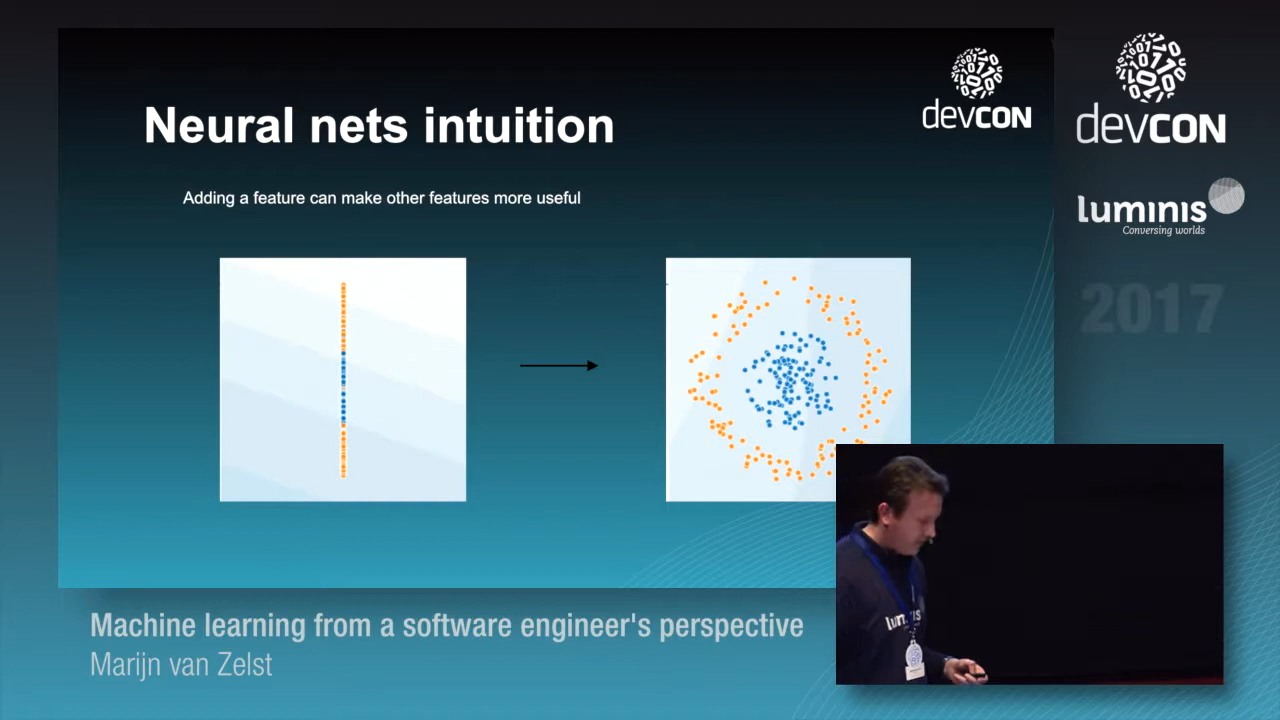 Neural nets intuition
Adding a feature can make other features more useful
devcon
devcon
luminis
Conversing worlds
2017
Machine learning from a software engineer's perspective
Marijn van Zelst